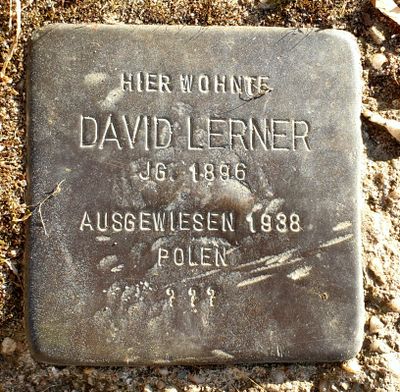 HIER WOHNTE
DAVID LERNER
JG. 1896
AUSGEWIESEN 1938
POLEN
? ? ?